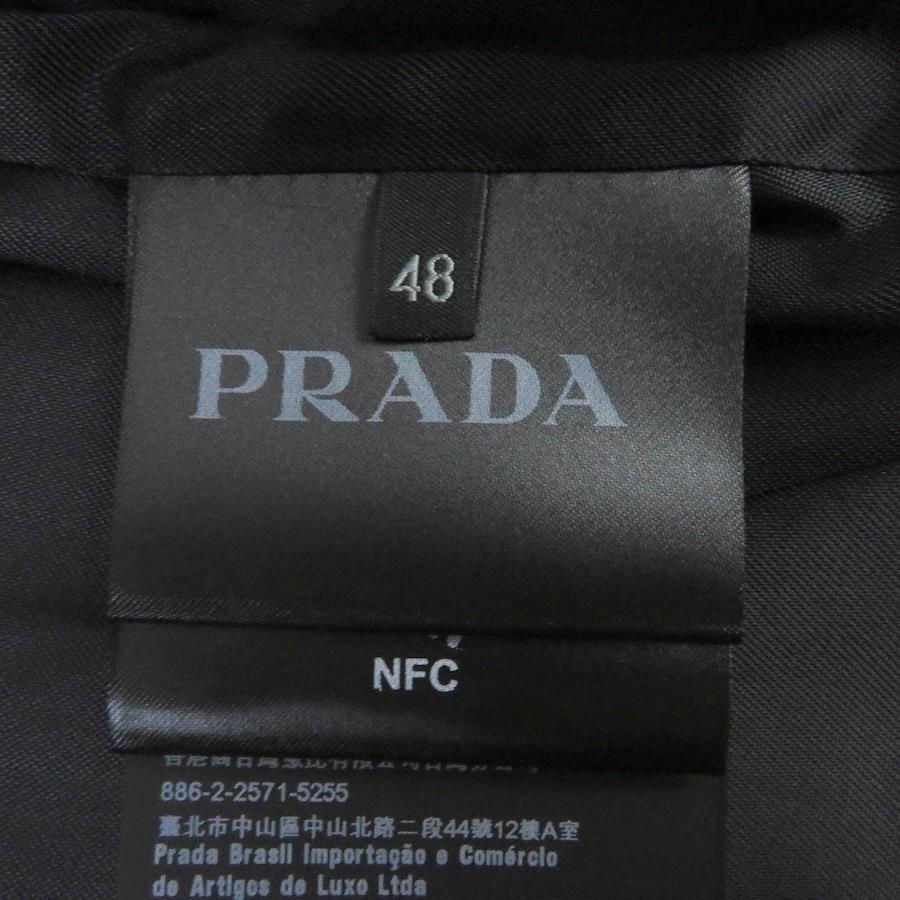 48
PRADA
NFC
886-2-2571-5255
臺北市中山區中山北路二段44號12樓A室
Prada Brasil Importação e Comércio
de Artigos de Luxo Ltda